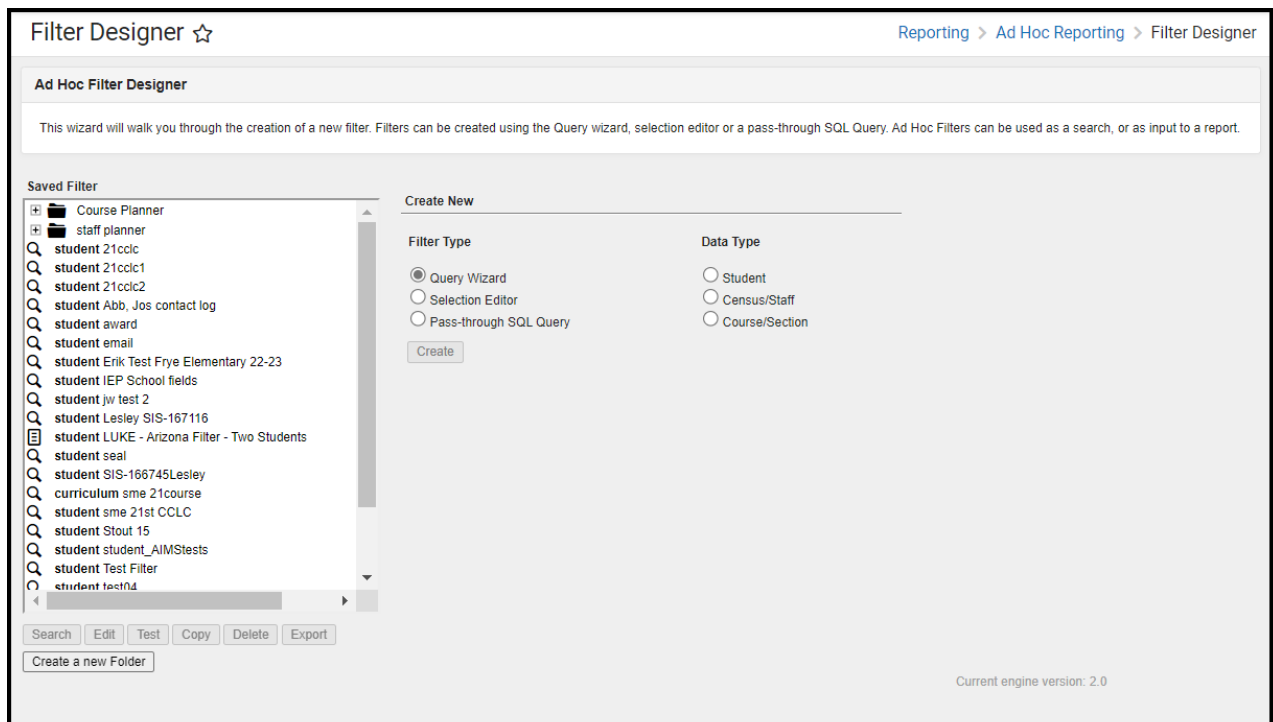 Filter Designer
Reporting > Ad Hoc Reporting > Filter Designer
Ad Hoc Filter Designer
This wizard will walk you through the creation of a new filter. Filters can be created using the Query wizard, selection editor or a pass-through SQL Query. Ad Hoc Filters can be used as a search, or as input to a report.
Saved Filter
Course Planner
staff planner
student 21cclc
student 21cclc1
student 21cclc2
student Abb, Jos contact log
student award
student email
student Erik Test Frye Elementary 22-23
student IEP School fields
student jw test 2
student Lesley SIS-167116
student LUKE - Arizona Filter - Two Students
student seal
student SIS-166745Lesley
curriculum sme 21course
student sme 21st CCLC
student Stout 15
student student_AIMStests
student Test Filter
student test04
Search Edit Test Copy Delete Export
Create a new Folder
Create New
Filter Type
Query Wizard
Selection Editor
Pass-through SQL Query
Create
Data Type
Student
Census/Staff
Course/Section
Current engine version: 2.0